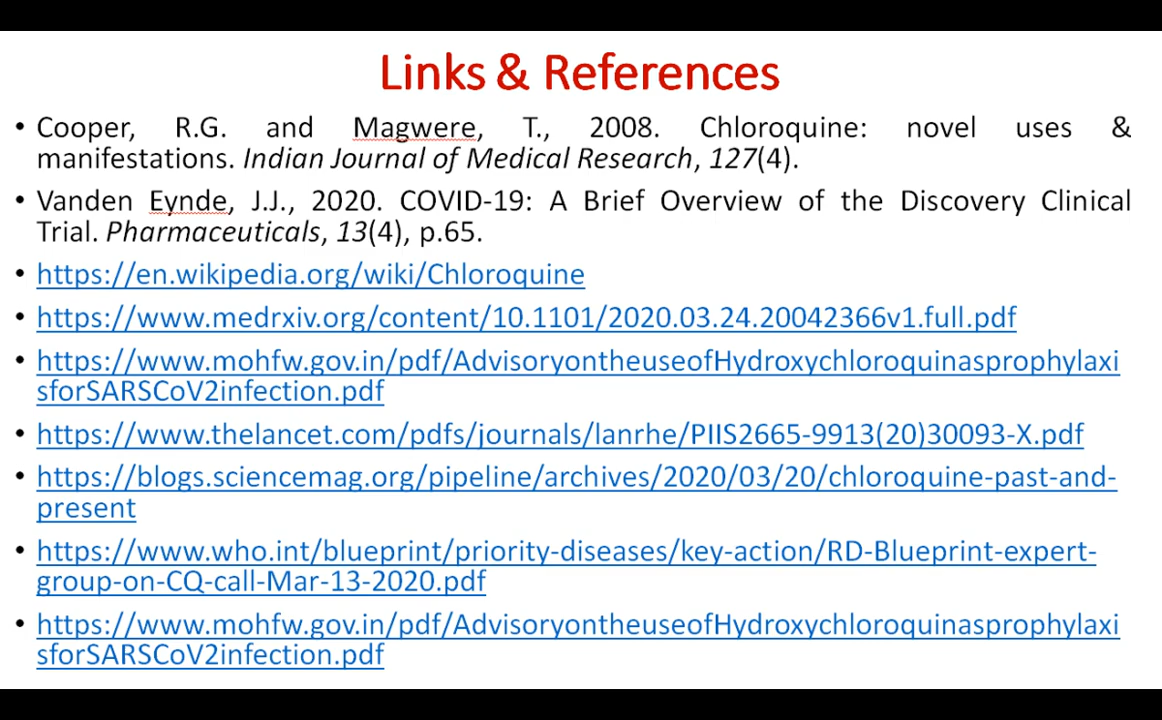 Links & References
• Cooper, R.G. and Magwere, T., 2008. Chloroquine: novel uses &
manifestations. Indian Journal of Medical Research, 127(4).
• Vanden Eynde, J.J., 2020. COVID-19: A Brief Overview of the Discovery Clinical
Trial. Pharmaceuticals, 13(4), p.65.
• https://en.wikipedia.org/wiki/Chloroquine
• https://www.medrxiv.org/content/10.1101/2020.03.24.20042366v1.full.pdf
• https://www.mohfw.gov.in/pdf/AdvisoryontheuseofHydroxychloroquinasprophylaxi
sforSARSCoV2infection.pdf
• https://www.thelancet.com/pdfs/journals/lanrhe/PIIS2665-9913(20)30093-X.pdf
• https://blogs.sciencemag.org/pipeline/archives/2020/03/20/chloroquine-past-and-
present
• https://www.who.int/blueprint/priority-diseases/key-action/RD-Blueprint-expert-
group-on-CQ-call-Mar-13-2020.pdf
• https://www.mohfw.gov.in/pdf/AdvisoryontheuseofHydroxychloroquinasprophylaxi
sforSARSCoV2infection.pdf